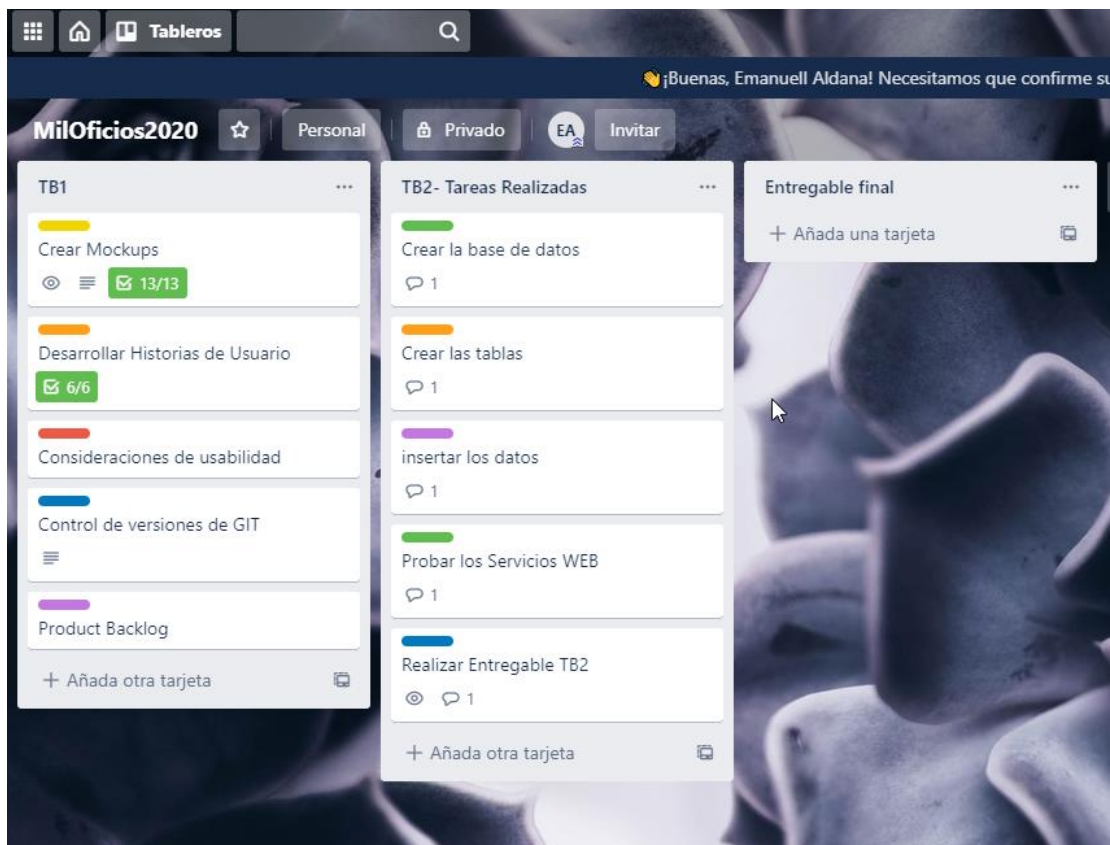 Tableros
👋¡Buenas, Emanuell Aldana! Necesitamos que confirme su
MilOficios2020
Personal
Privado
EA
Invitar
TB1
Crear Mockups
13/13
Desarrollar Historias de Usuario
6/6
Consideraciones de usabilidad
Control de versiones de GIT
Product Backlog
+ Añada otra tarjeta
TB2- Tareas Realizadas
Crear la base de datos
1
Crear las tablas
1
insertar los datos
1
Probar los Servicios WEB
1
Realizar Entregable TB2
1
+ Añada otra tarjeta
Entregable final
+ Añada una tarjeta